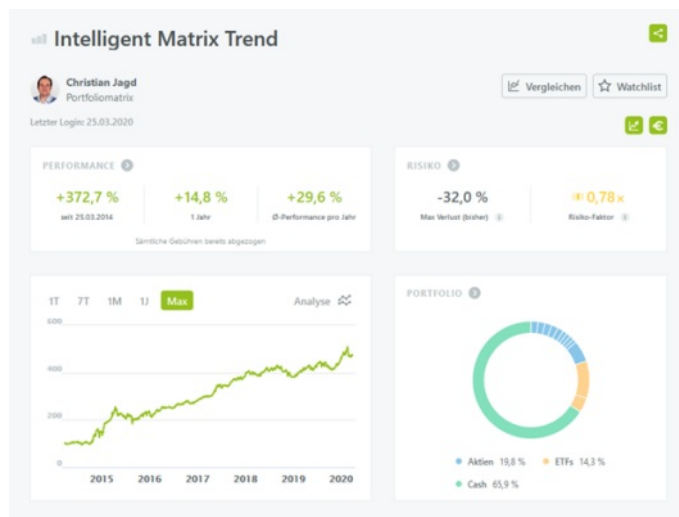 Intelligent Matrix Trend
Christian Jagd
Portfoliomatrix
Vergleichen
Watchlist
Letzter Login: 25.03.2020
PERFORMANCE
+372,7 %
+14,8 %
+29,6 %
seit 25.03.2014
1 Jahr
Ø-Performance pro Jahr
Sämtliche Gebühren bereits abgezogen
RISIKO
-32,0 %
0,78x
Max Verlust (bisher)
Risiko-Faktor
1T 7T 1M 1J Max
Analyse
600
400
200
0
2015 2016 2017 2018 2019 2020
PORTFOLIO
Aktien 19,8 % ETFs 14,3 %
Cash 65,9 %